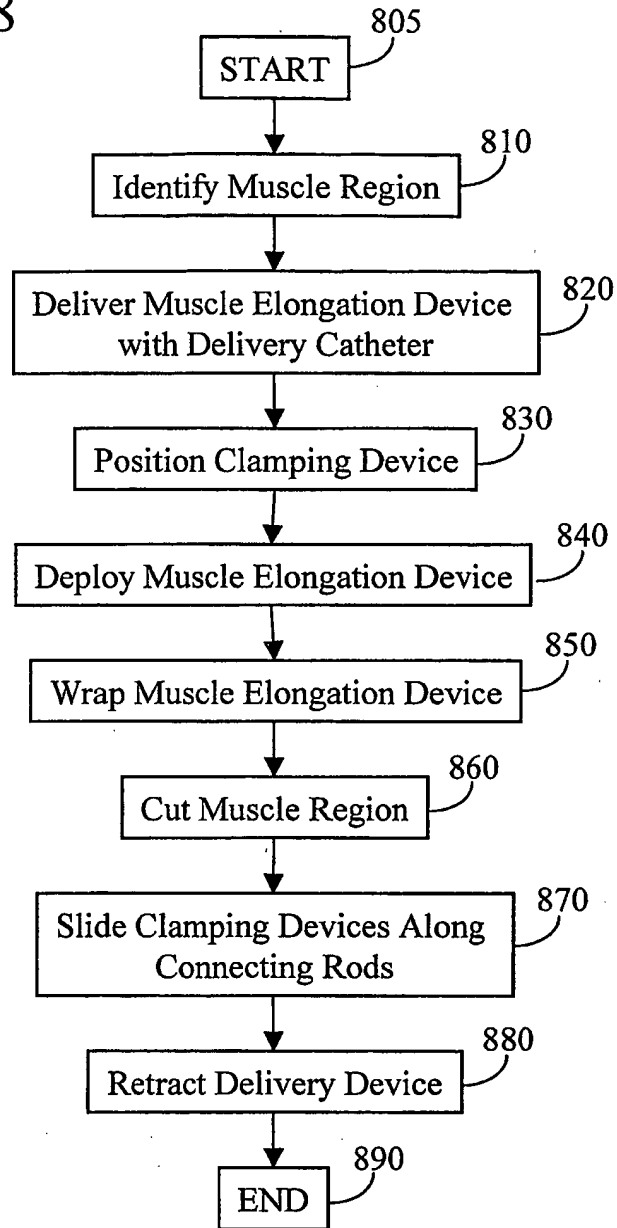 8
805
START
810
Identify Muscle Region
820
Deliver Muscle Elongation Device
with Delivery Catheter
830
Position Clamping Device
840
Deploy Muscle Elongation Device
850
Wrap Muscle Elongation Device
860
Cut Muscle Region
870
Slide Clamping Devices Along
Connecting Rods
880
Retract Delivery Device
890
END